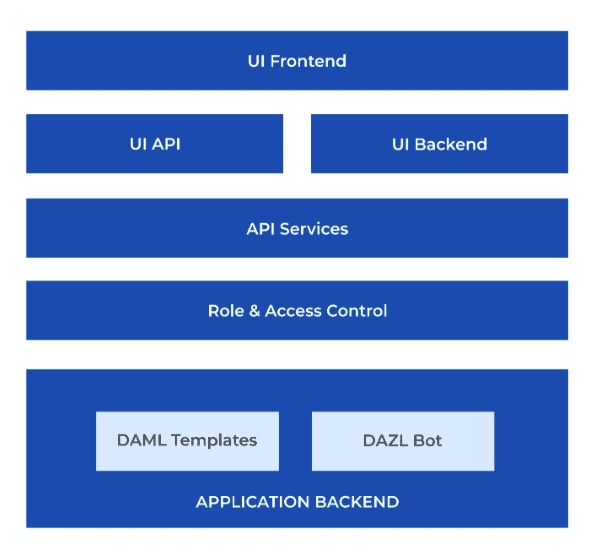 UI Frontend
UI API
UI Backend
API Services
Role & Access Control
DAML Templates
DAZL Bot
APPLICATION BACKEND